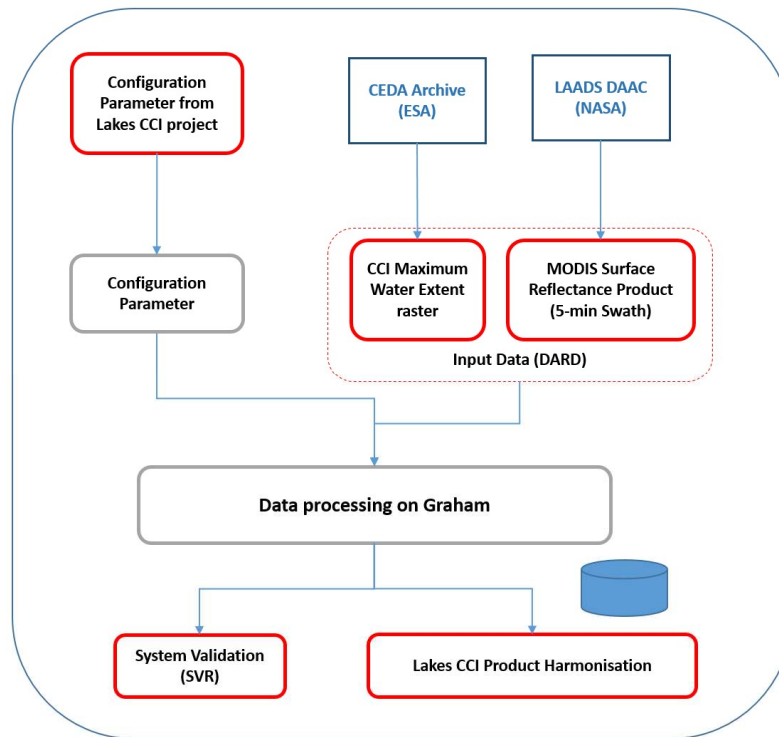 Configuration
Parameter from
Lakes CCI project
CEDA Archive
(ESA)
LAADS DAAC
(NASA)
Configuration
Parameter
CCI Maximum
Water Extent
raster
MODIS Surface
Reflectance Product
(5-min Swath)
Input Data (DARD)
Data processing on Graham
System Validation
(SVR)
Lakes CCI Product Harmonisation